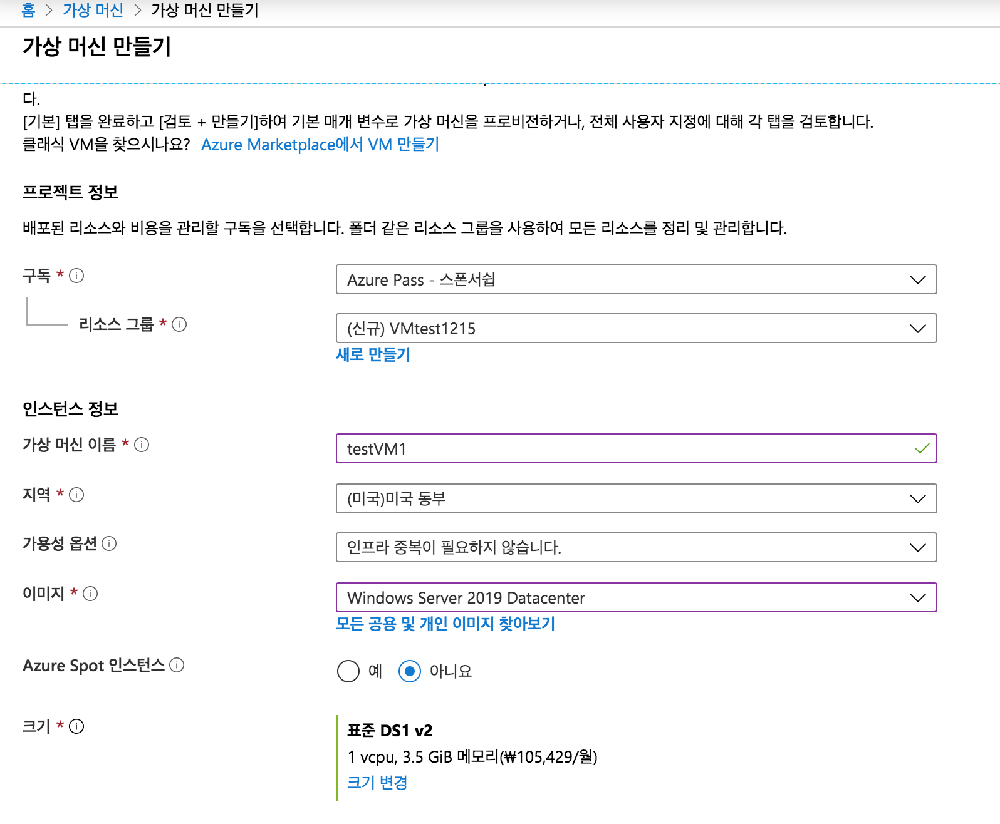 홈 > 가상 머신 > 가상 머신 만들기
가상 머신 만들기
다.
[기본] 탭을 완료하고 [검토 + 만들기]하여 기본 매개 변수로 가상 머신을 프로비전하거나, 전체 사용자 지정에 대해 각 탭을 검토합니다.
클래식 VM을 찾으시나요? Azure Marketplace에서 VM 만들기
프로젝트 정보
배포된 리소스와 비용을 관리할 구독을 선택합니다. 폴더 같은 리소스 그룹을 사용하여 모든 리소스를 정리 및 관리합니다.
구독 *
Azure Pass - 스폰서쉽
리소스 그룹 *
(신규) VMtest1215
새로 만들기
인스턴스 정보
가상 머신 이름 *
testVM1
지역 *
(미국)미국 동부
가용성 옵션
인프라 중복이 필요하지 않습니다.
이미지 *
Windows Server 2019 Datacenter
모든 공용 및 개인 이미지 찾아보기
Azure Spot 인스턴스
예 아니요
크기 *
표준 DS1 v2
1 vcpu, 3.5 GiB 메모리(₩105,429/월)
크기 변경